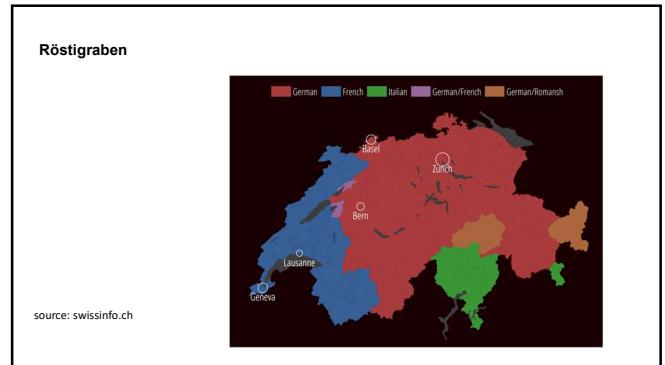 Röstigraben
German French Italian German/French German/Romansh
Basel
Zürich
Bern
Lausanne
Geneva
source: swissinfo.ch